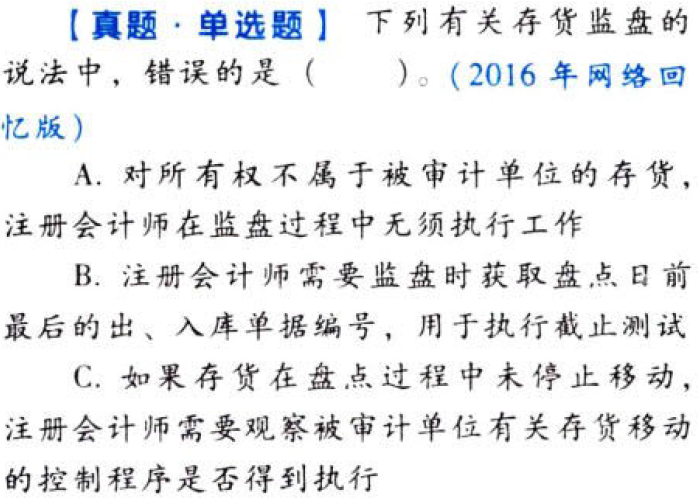 【真题·单选题】 下列有关存货监盘的
说法中，错误的是（　　）。（2016 年网络回
忆版）
A. 对所有权不属于被审计单位的存货，
注册会计师在监盘过程中无须执行工作
B. 注册会计师需要监盘时获取盘点日前
最后的出、入库单据编号，用于执行截止测试
C. 如果存货在盘点过程中未停止移动，
注册会计师需要观察被审计单位有关存货移动
的控制程序是否得到执行